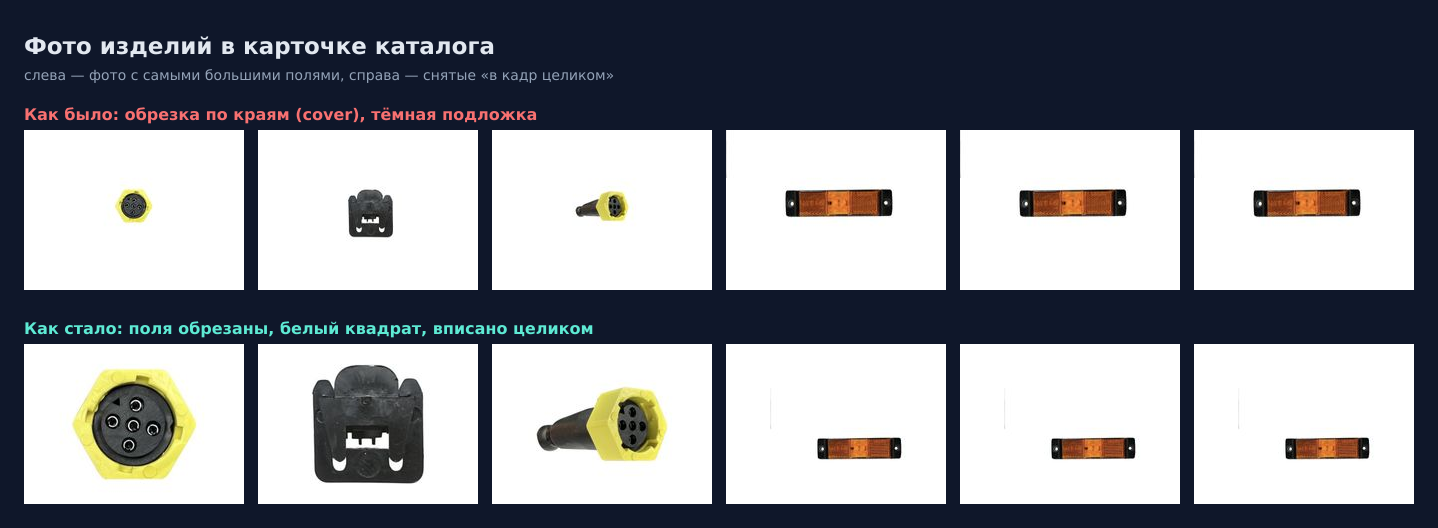 Фото изделий в карточке каталога
слева — фото с самыми большими полями, справа — снятые «в кадр целиком»
Как было: обрезка по краям (cover), тёмная подложка
Как стало: поля обрезаны, белый квадрат, вписано целиком